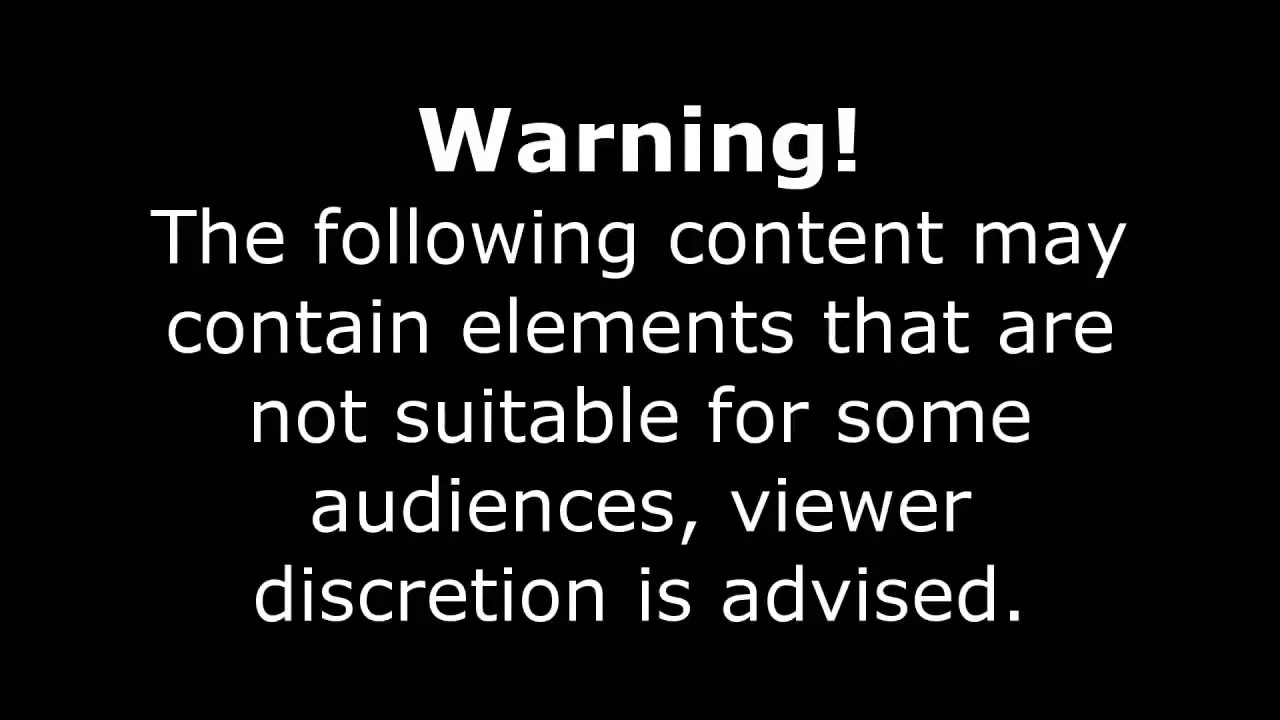 Warning!
The following content may
contain elements that are
not suitable for some
audiences, viewer
discretion is advised.